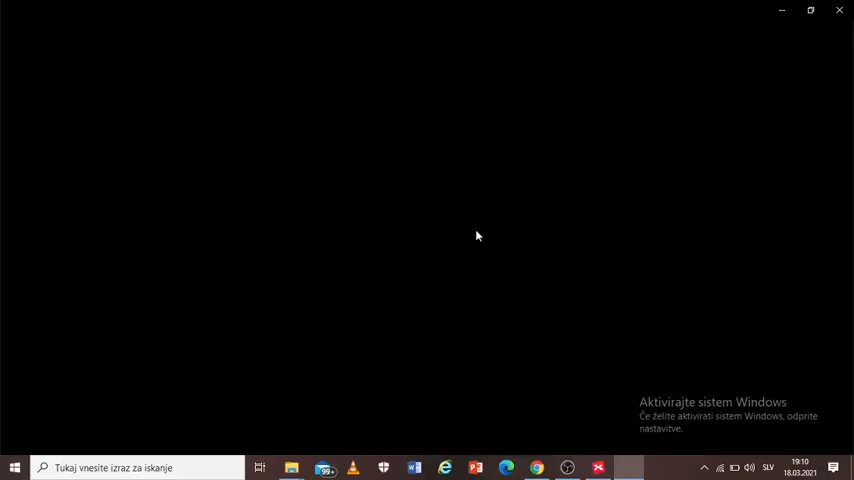 Aktivirajte sistem Windows
Če želite aktivirati sistem Windows, odprite
nastavitve.
Tukaj vnesite izraz za iskanje
99+
SLV
19:10
18.03.2021